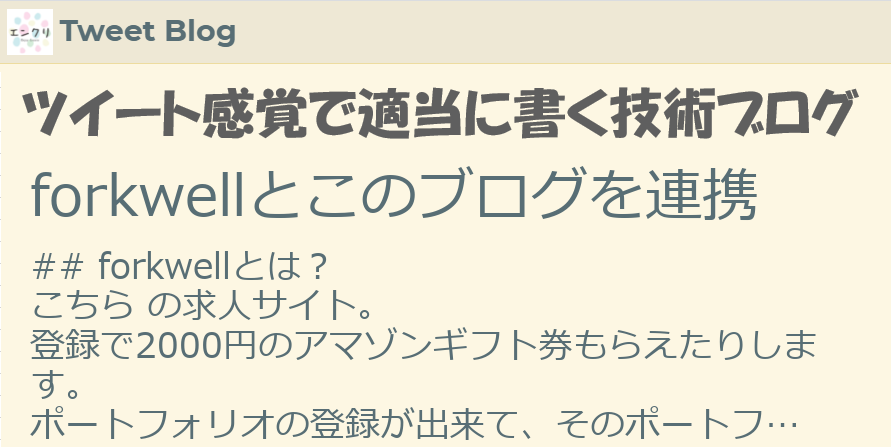 エンクリ
Tweet Blog
ツイート感覚で適当に書く技術ブログ
forkwellとこのブログを連携
## forkwellとは？
こちら の求人サイト。
登録で2000円のアマゾンギフト券もらえたりしま
す。
ポートフォリオの登録が出来て、そのポートフ…